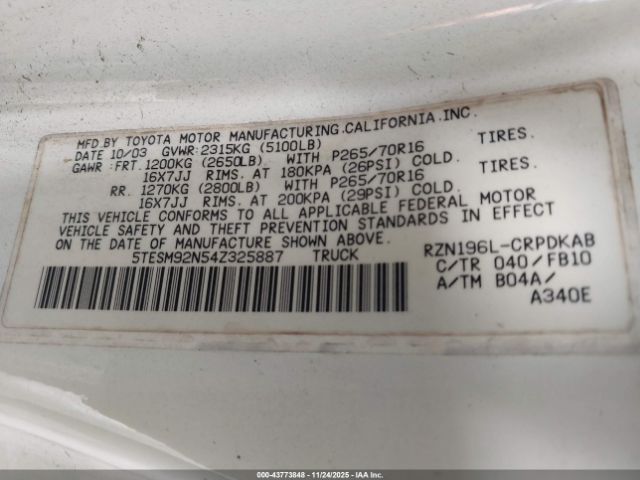 MFD.BY TOYOTA MOTOR MANUFACTURING.CALIFORNIA.INC.
DATE 10/03 GVWR:2315KG (5100LB)
GAWR:FRT.1200KG (2650LB) WITH P265/70R16 TIRES.
16X7JJ RIMS. AT 180KPA (26PSI) COLD.
RR. 1270KG (2800LB) WITH P265/70R16 TIRES.
16X7JJ RIMS. AT 200KPA (29PSI) COLD.
THIS VEHICLE CONFORMS TO ALL APPLICABLE FEDERAL MOTOR
VEHICLE SAFETY AND THEFT PREVENTION STANDARDS IN EFFECT
ON THE DATE OF MANUFACTURE SHOWN ABOVE.
5TESM92N54Z325887 TRUCK
RZN196L-CRPDKAB
C/TR 040/FB10
A/TM B04A/
A340E
000-43773848 - 11/24/2025 - IAAI.COM